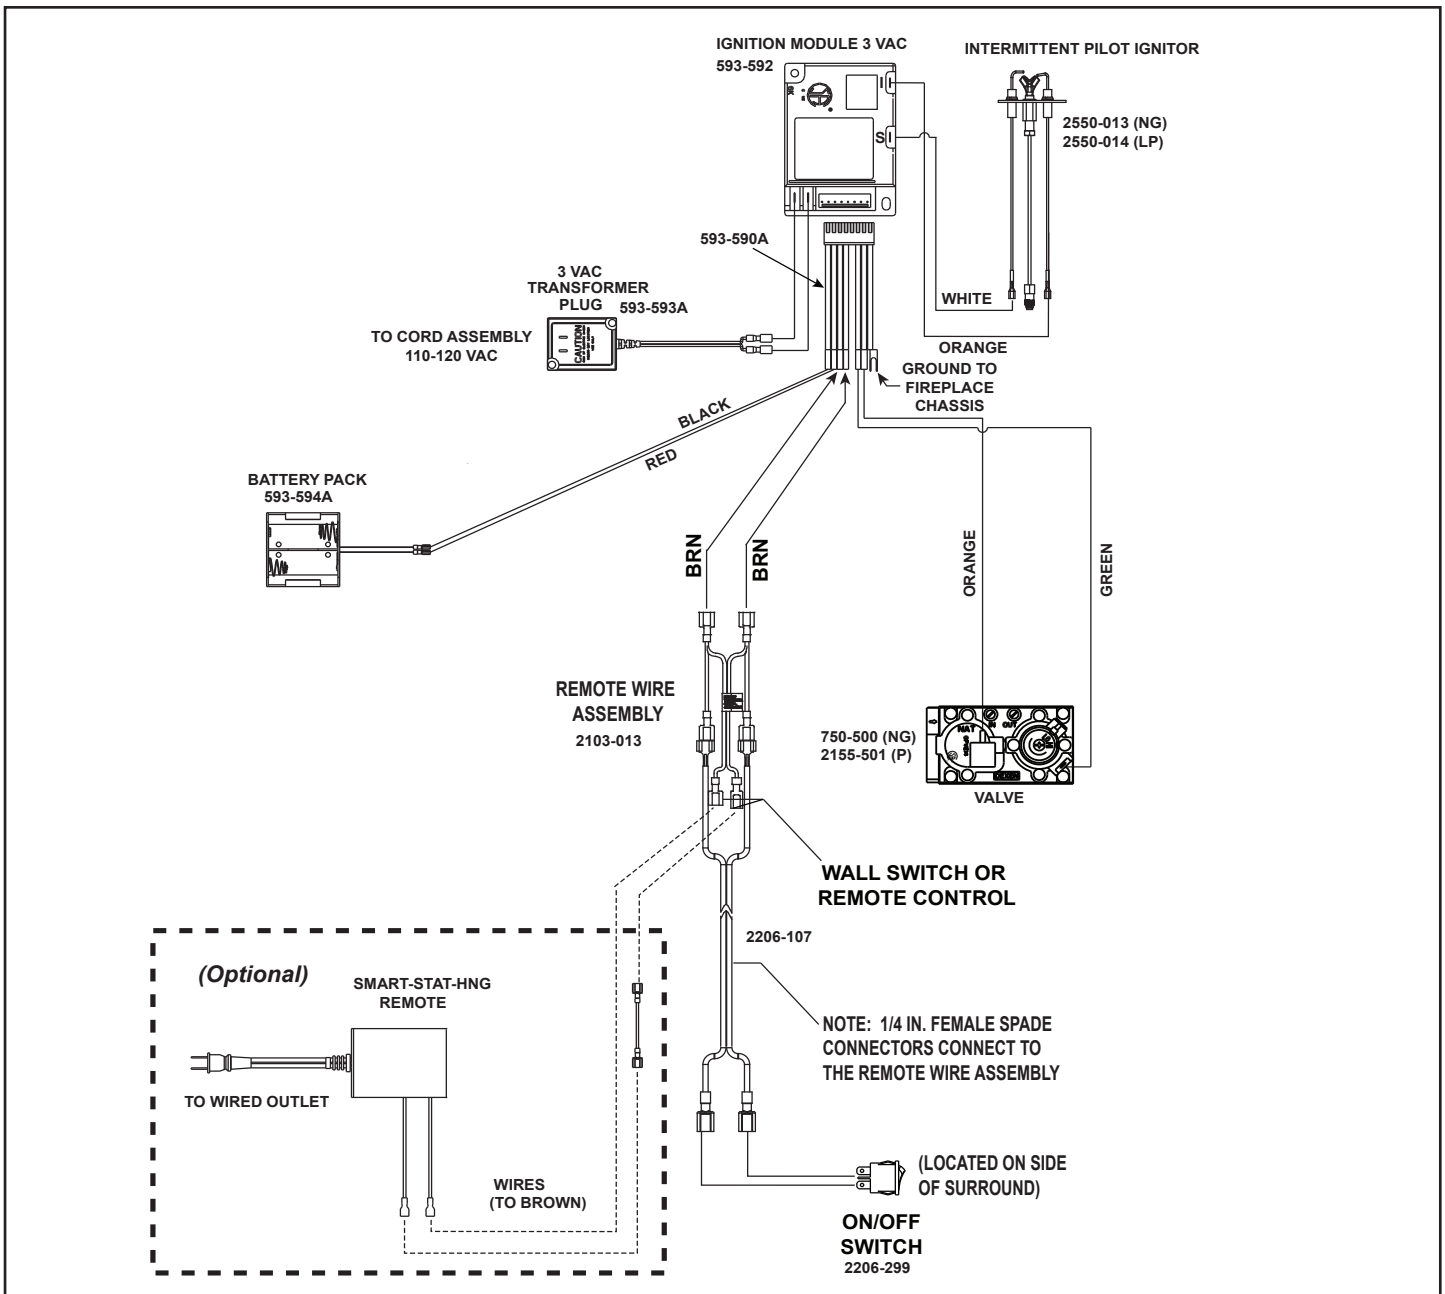 IGNITION MODULE 3 VAC
593-592
INTERMITTENT PILOT IGNITOR
2550-013 (NG)
2550-014 (LP)
I
S
593-590A
3 VAC
TRANSFORMER
PLUG
593-593A
CAUTION
TO CORD ASSEMBLY
110-120 VAC
WHITE
ORANGE
GROUND TO
FIREPLACE
CHASSIS
BLACK
RED
BATTERY PACK
593-594A
BRN
BRN
ORANGE
GREEN
REMOTE WIRE
ASSEMBLY
2103-013
750-500 (NG)
2155-501 (P)
NAT
IN
OUT
VALVE
WALL SWITCH OR
REMOTE CONTROL
2206-107
(Optional)
SMART-STAT-HNG
REMOTE
TO WIRED OUTLET
WIRES
(TO BROWN)
NOTE: 1/4 IN. FEMALE SPADE
CONNECTORS CONNECT TO
THE REMOTE WIRE ASSEMBLY
(LOCATED ON SIDE
OF SURROUND)
ON/OFF
SWITCH
2206-299